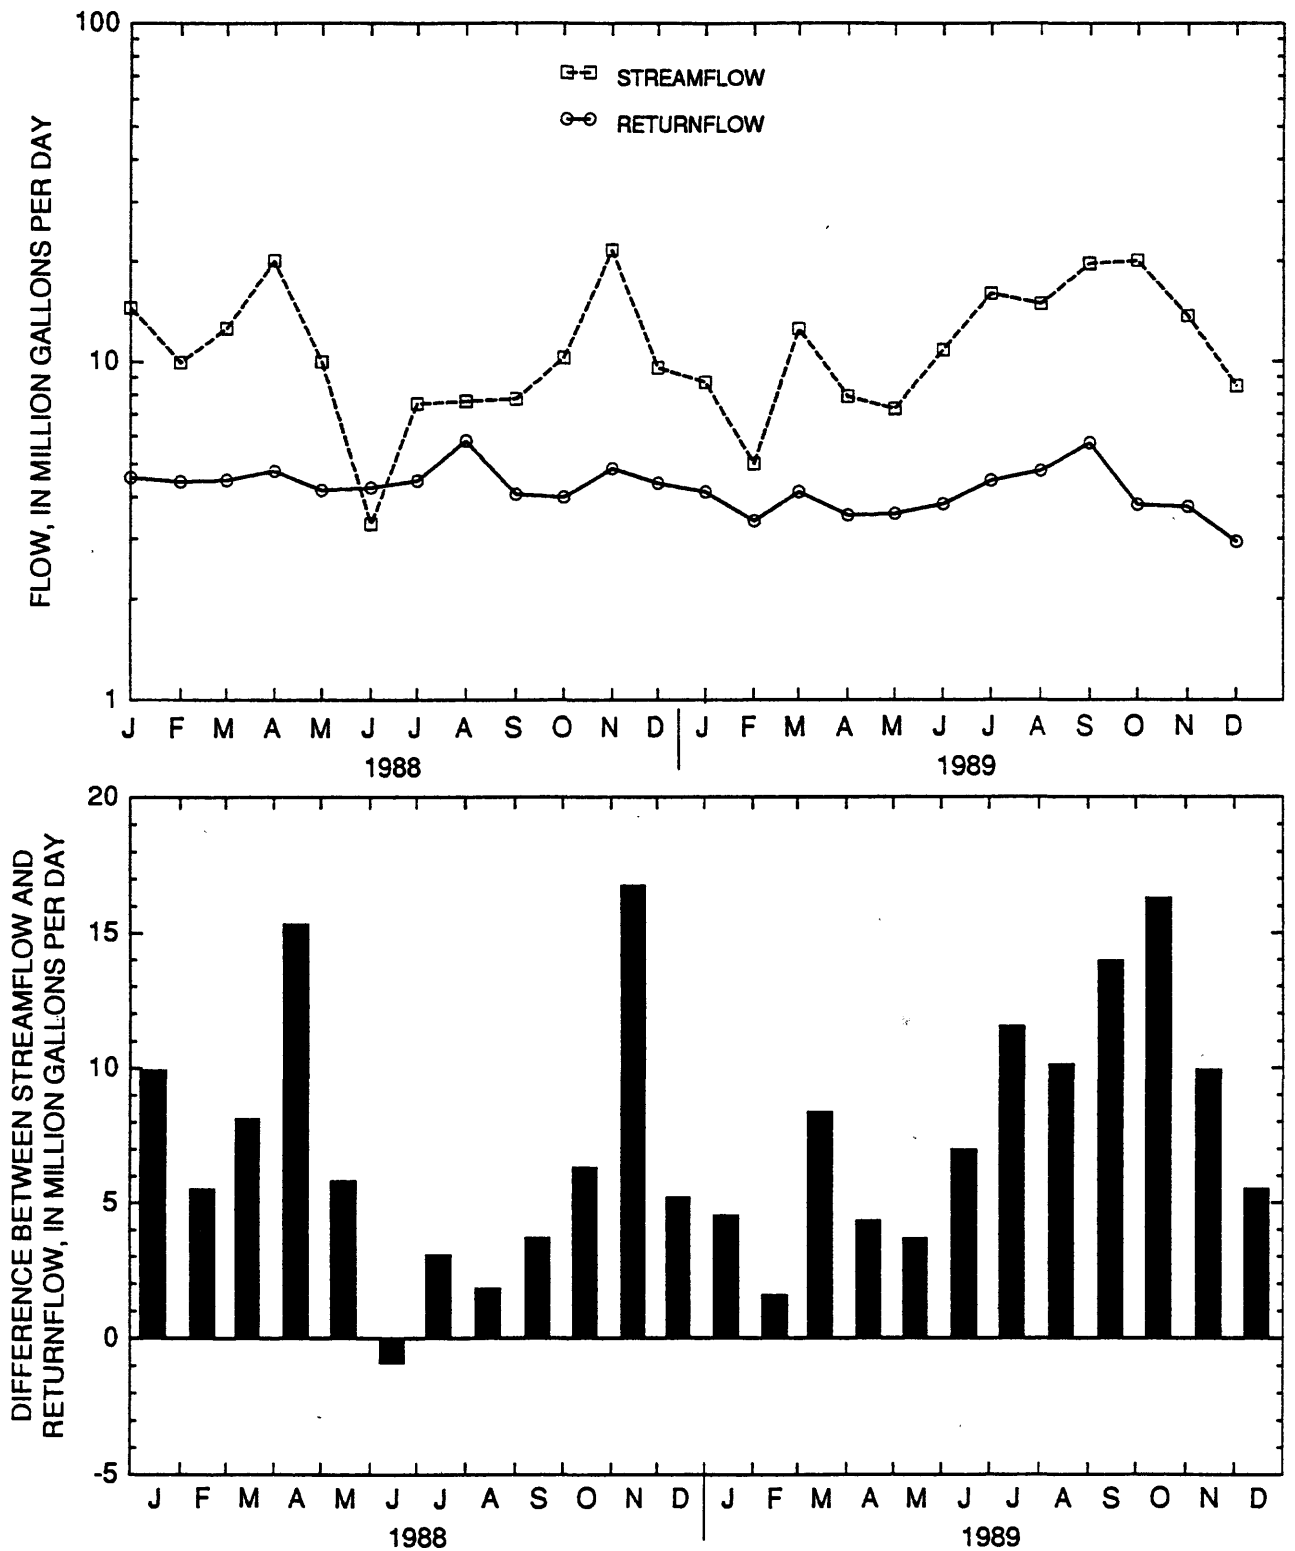 100
10
1
FLOW, IN MILLION GALLONS PER DAY
STREAMFLOW
RETURNFLOW
J F M A M J J A S O N D J F M A M J J A S O N D
1988 1989
20
15
10
5
0
-5
DIFFERENCE BETWEEN STREAMFLOW AND
RETURNFLOW, IN MILLION GALLONS PER DAY
J F M A M J J A S O N D J F M A M J J A S O N D
1988 1989